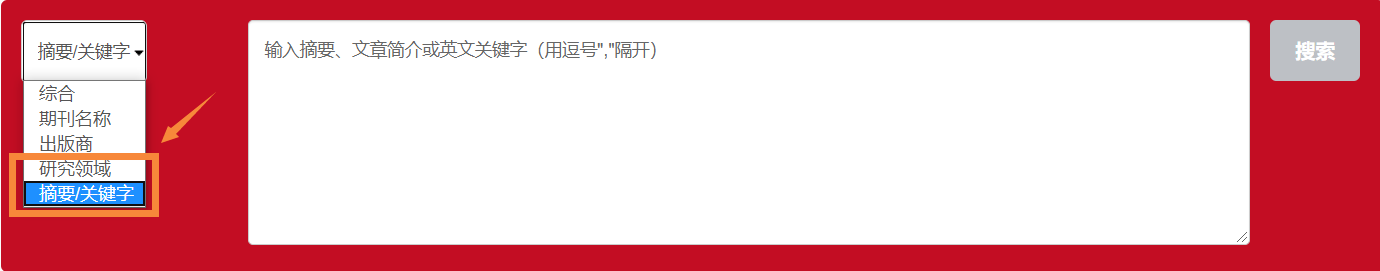 摘要/关键字
输入摘要、文章简介或英文关键字（用逗号","隔开）
搜索
综合
期刊名称
出版商
研究领域
摘要/关键字